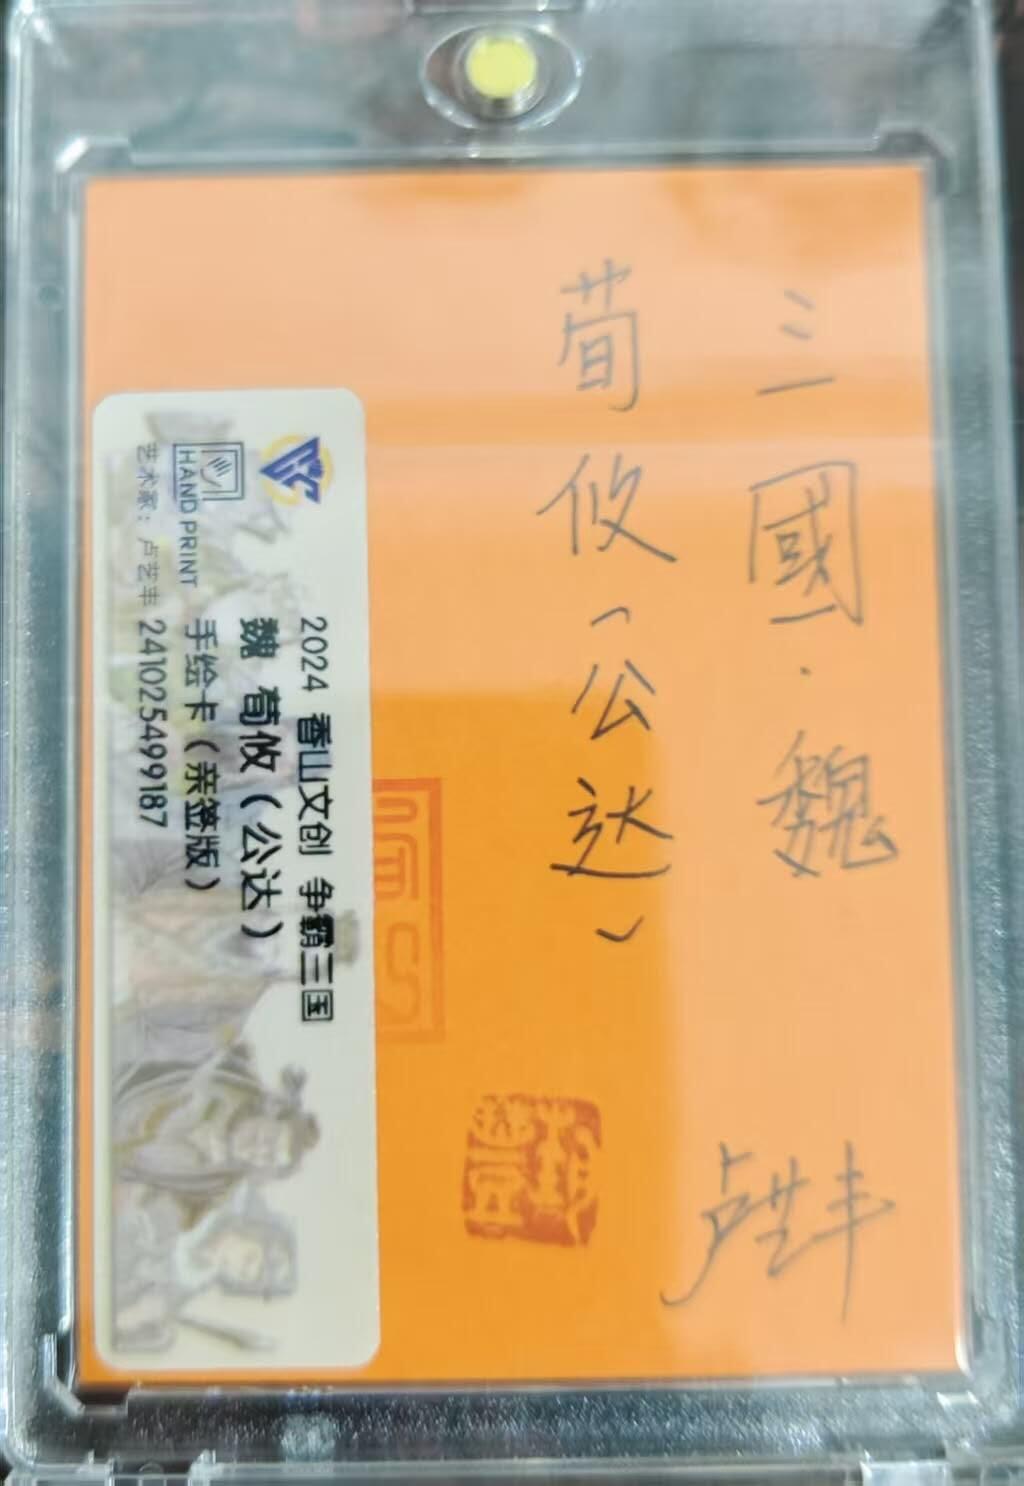 三國·魏
荀攸(公达)
卢艺丰
2024 香山文创 争霸三国
魏 荀攸(公达)
手绘卡(亲签版)
241025499187
HAND PRINT
艺术家:卢艺丰